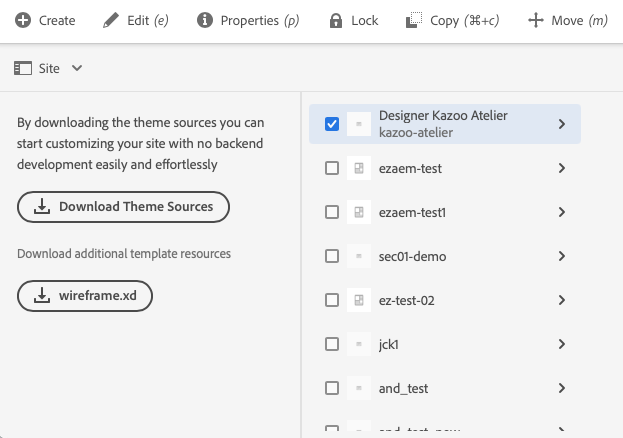 Create Edit (e) Properties (p) Lock Copy (⌘+c) Move (m)
Site
By downloading the theme sources you can
start customizing your site with no backend
development easily and effortlessly
Download Theme Sources
Download additional template resources
wireframe.xd
Designer Kazoo Atelier
kazoo-atelier
ezaem-test
ezaem-test1
sec01-demo
ez-test-02
jck1
and_test